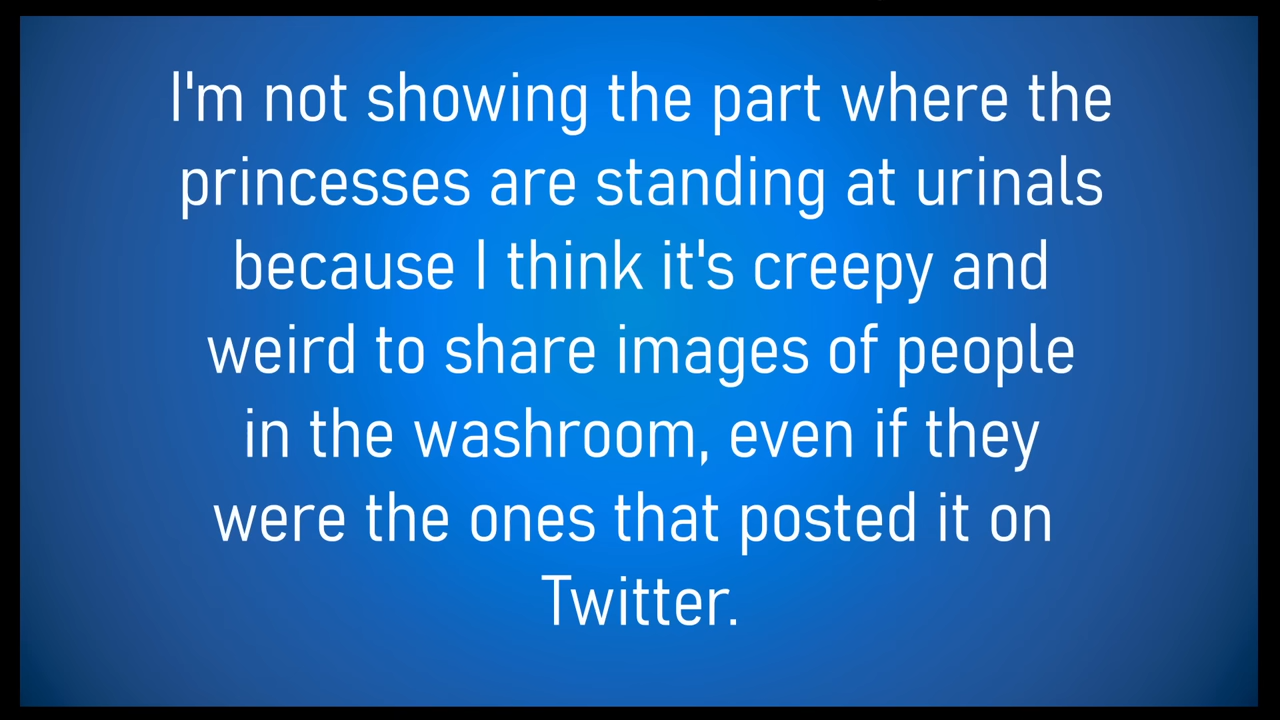 I'm not showing the part where the
princesses are standing at urinals
because I think it's creepy and
weird to share images of people
in the washroom, even if they
were the ones that posted it on
Twitter.